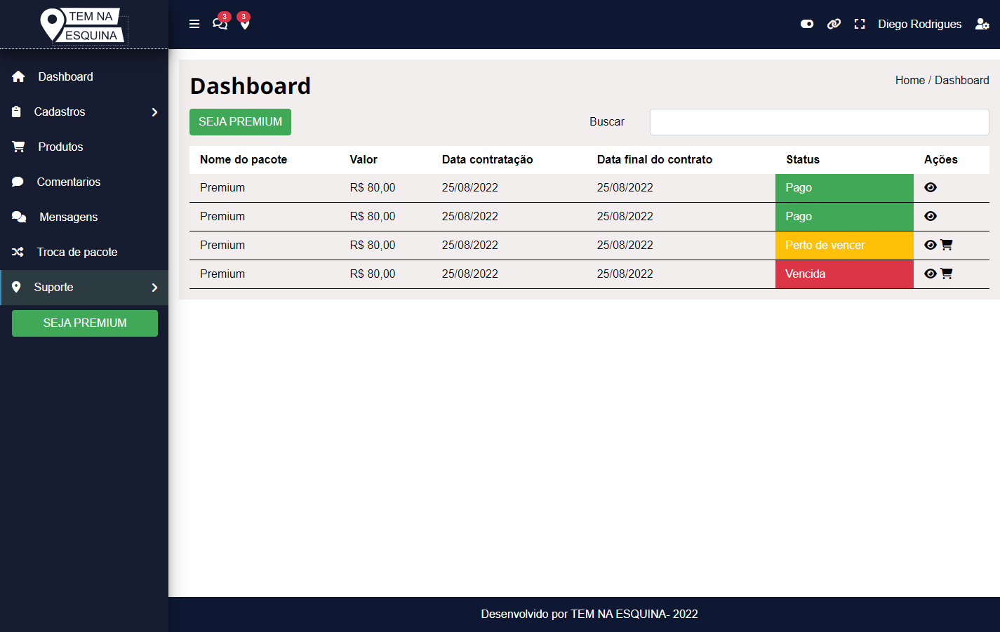 TEM NA
ESQUINA
3 3
Diego Rodrigues
Dashboard
Cadastros
Produtos
Comentarios
Mensagens
Troca de pacote
Suporte
SEJA PREMIUM
Dashboard
Home / Dashboard
SEJA PREMIUM
Buscar
Nome do pacote Valor Data contratação Data final do contrato Status Ações
Premium R$ 80,00 25/08/2022 25/08/2022 Pago
Premium R$ 80,00 25/08/2022 25/08/2022 Pago
Premium R$ 80,00 25/08/2022 25/08/2022 Perto de vencer
Premium R$ 80,00 25/08/2022 25/08/2022 Vencida
Desenvolvido por TEM NA ESQUINA- 2022